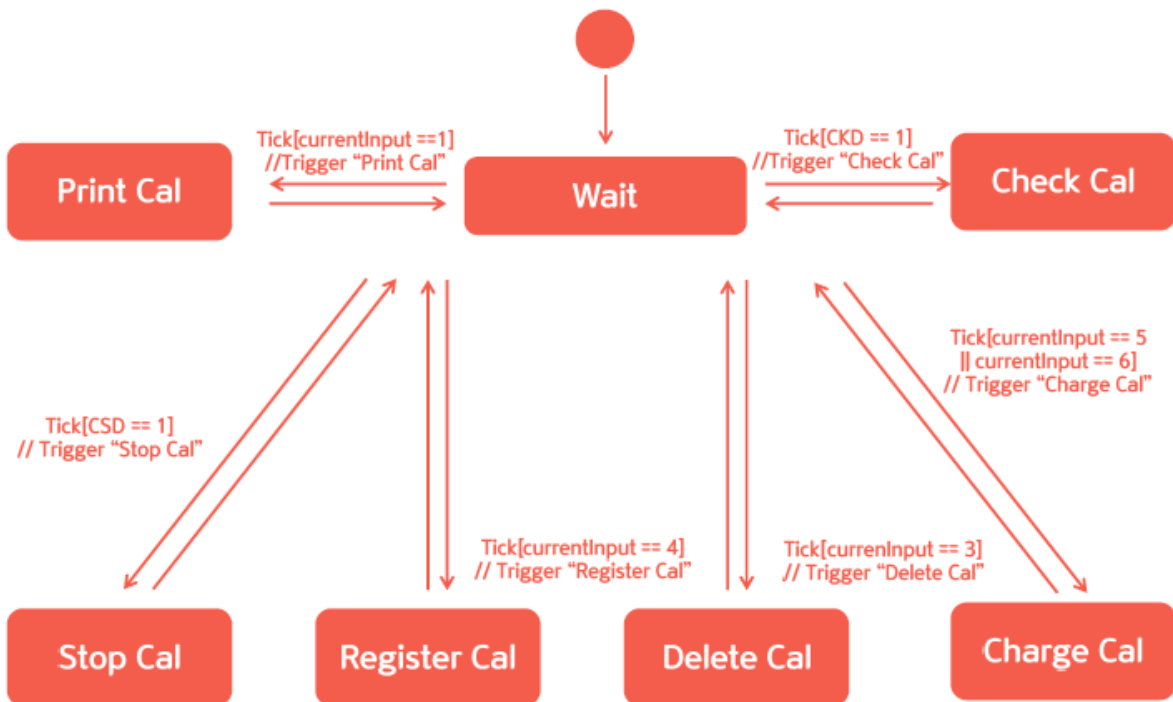 Tick[currentInput ==1]
//Trigger “Print Cal”
Tick[CKD == 1]
//Trigger “Check Cal”
Print Cal
Wait
Check Cal
Tick[currentInput == 5
|| currentInput == 6]
// Trigger “Charge Cal”
Tick[CSD == 1]
// Trigger “Stop Cal”
Tick[currentInput == 4]
// Trigger “Register Cal”
Tick[currenInput == 3]
// Trigger “Delete Cal”
Stop Cal
Register Cal
Delete Cal
Charge Cal